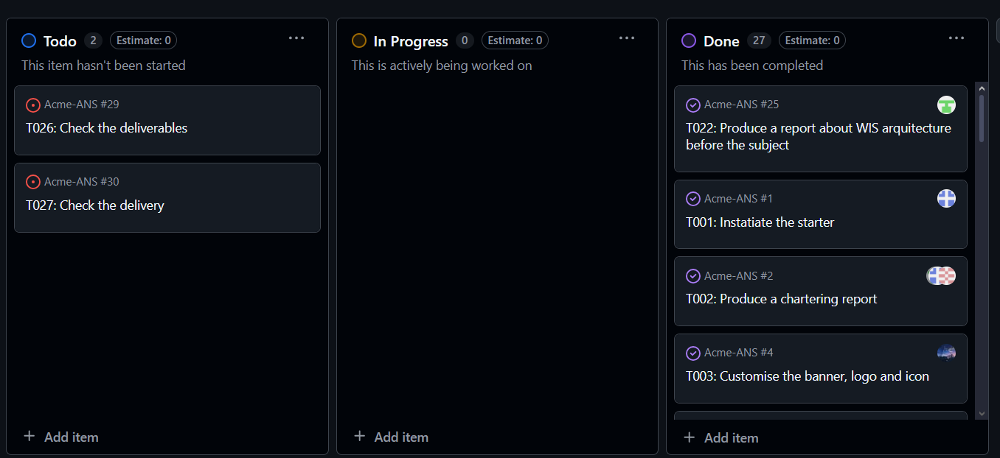 Todo 2 Estimate: 0
This item hasn't been started
Acme-ANS #29
T026: Check the deliverables
Acme-ANS #30
T027: Check the delivery
+ Add item
In Progress 0 Estimate: 0
This is actively being worked on
+ Add item
Done 27 Estimate: 0
This has been completed
Acme-ANS #25
T022: Produce a report about WIS arquitecture
before the subject
Acme-ANS #1
T001: Instatiate the starter
Acme-ANS #2
T002: Produce a chartering report
Acme-ANS #4
T003: Customise the banner, logo and icon
+ Add item